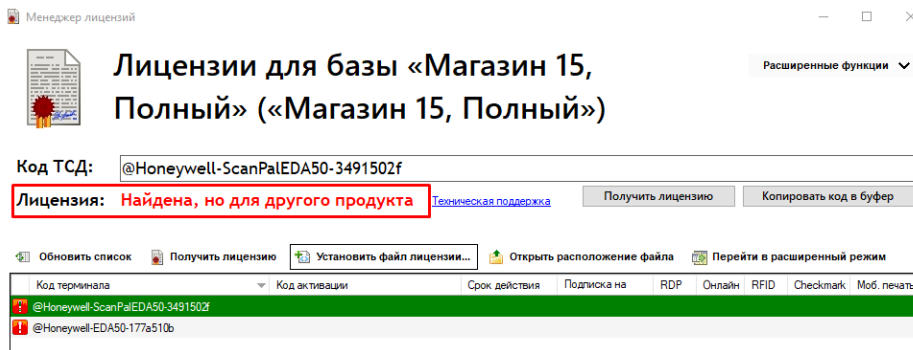 Менеджер лицензий
Лицензии для базы «Магазин 15,
Полный» («Магазин 15, Полный»)
Расширенные функции
Код ТСД: @Honeywell-ScanPalEDA50-3491502f
Лицензия: Найдена, но для другого продукта Техническая поддержка Получить лицензию Копировать код в буфер
Обновить список Получить лицензию Установить файл лицензии... Открыть расположение файла Перейти в расширенный режим
Код терминала Код активации Срок действия Подписка на RDP Онлайн RFID Checkmark Моб. печать
@Honeywell-ScanPalEDA50-3491502f
@Honeywell-EDA50-177a510b